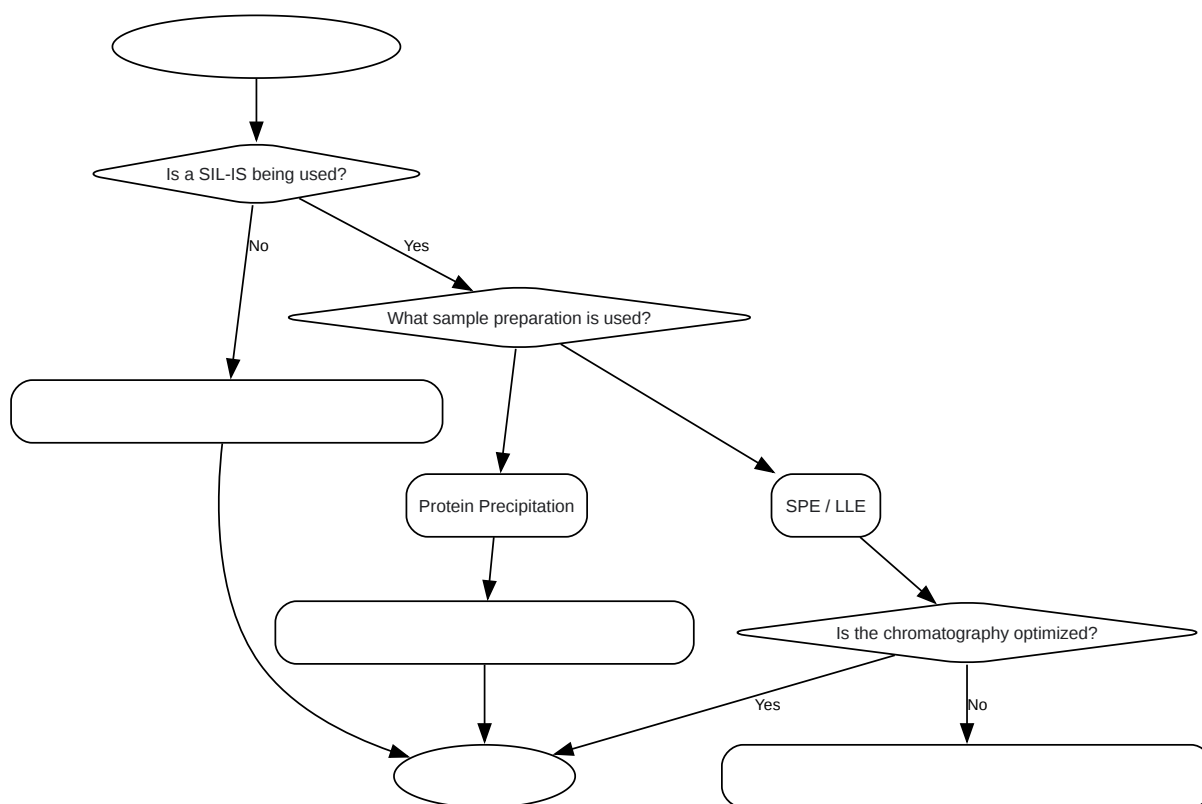 Is a SIL-IS being used?
No
Yes
What sample preparation is used?
Protein Precipitation
SPE / LLE
Is the chromatography optimized?
Yes
No